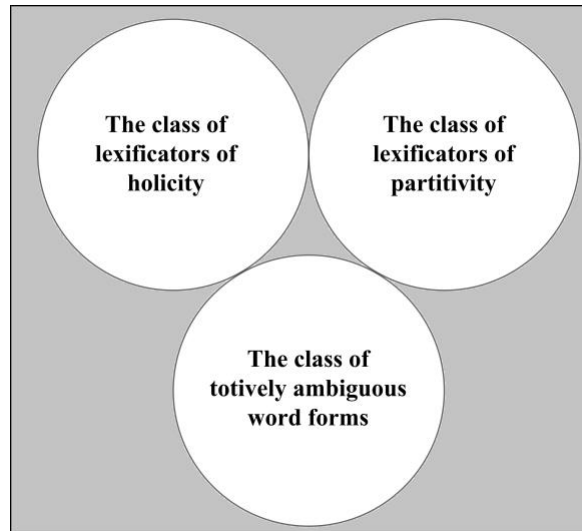 The class of
lexificators of
holicity
The class of
lexificators of
partitivity
The class of
totively ambiguous
word forms